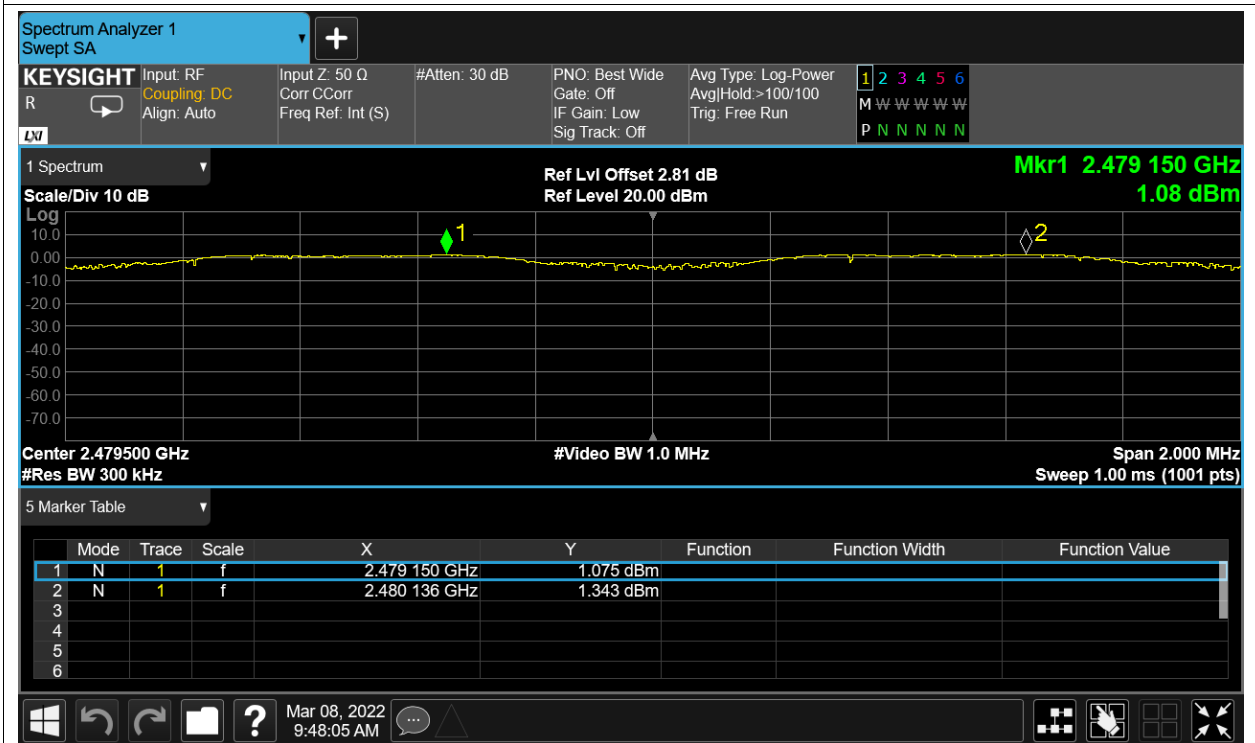 Spectrum Analyzer 1
Swept SA
KEYSIGHT Input: RF Input Z: 50 Ω #Atten: 30 dB PNO: Best Wide Avg Type: Log-Power 1 2 3 4 5 6
R Coupling: DC Corr CCorr Gate: Off Avg|Hold:>100/100 M W W W W W
Align: Auto Freq Ref: Int (S) IF Gain: Low Trig: Free Run
LXI Sig Track: Off P N N N N N
1 Spectrum Ref Lvl Offset 2.81 dB Mkr1 2.479 150 GHz
Scale/Div 10 dB Ref Level 20.00 dBm 1.08 dBm
Log
10.0 1 2
0.00
-10.0
-20.0
-30.0
-40.0
-50.0
-60.0
-70.0
Center 2.479500 GHz #Video BW 1.0 MHz Span 2.000 MHz
#Res BW 300 kHz Sweep 1.00 ms (1001 pts)
5 Marker Table
Mode Trace Scale X Y Function Function Width Function Value
1 N 1 f 2.479 150 GHz 1.075 dBm
2 N 1 f 2.480 136 GHz 1.343 dBm
3
4
5
6
? Mar 08, 2022
9:48:05 AM